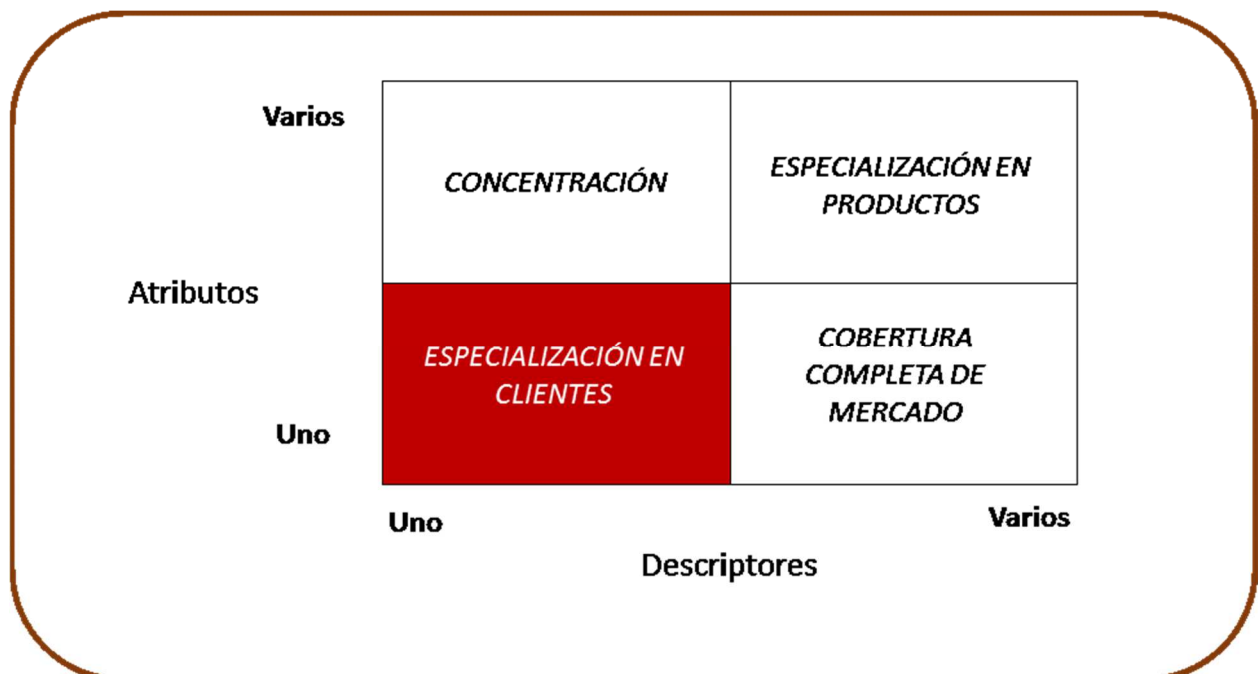 Varios
CONCENTRACIÓN
ESPECIALIZACIÓN EN
PRODUCTOS
Atributos
ESPECIALIZACIÓN EN
CLIENTES
COBERTURA
COMPLETA DE
MERCADO
Uno
Uno
Varios
Descriptores